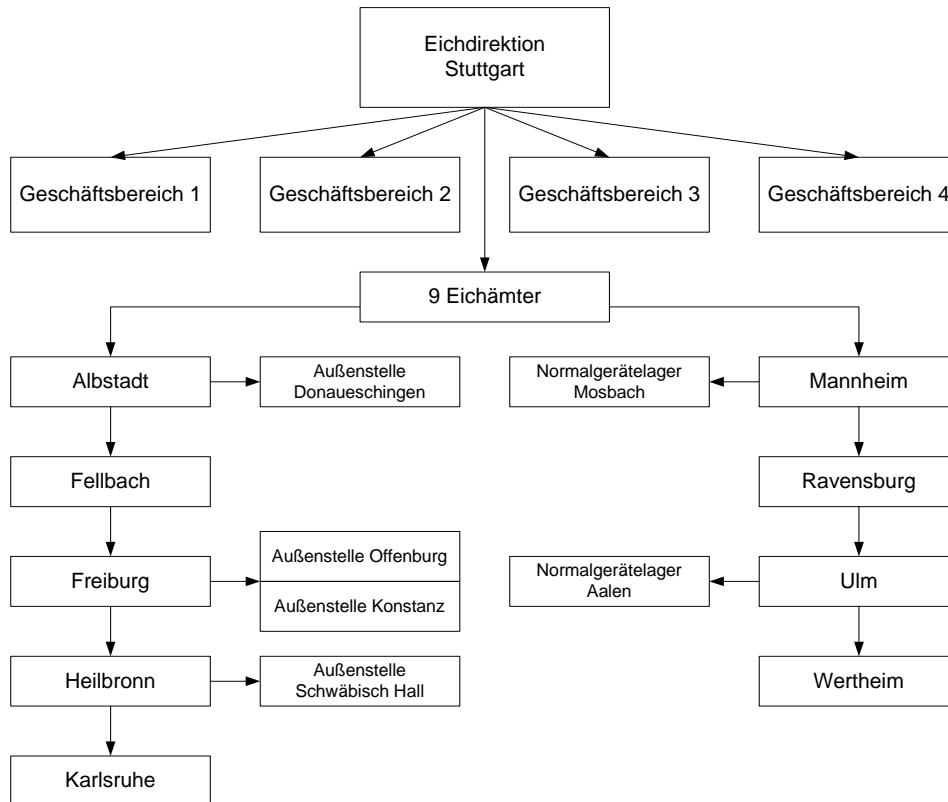 Eichdirektion
Stuttgart
Geschäftsbereich 1
Geschäftsbereich 2
Geschäftsbereich 3
Geschäftsbereich 4
9 Eichämter
Albstadt
Außenstelle
Donaueschingen
Normalgerätelager
Mosbach
Mannheim
Fellbach
Ravensburg
Freiburg
Außenstelle Offenburg
Außenstelle Konstanz
Normalgerätelager
Aalen
Ulm
Heilbronn
Außenstelle
Schwäbisch Hall
Wertheim
Karlsruhe